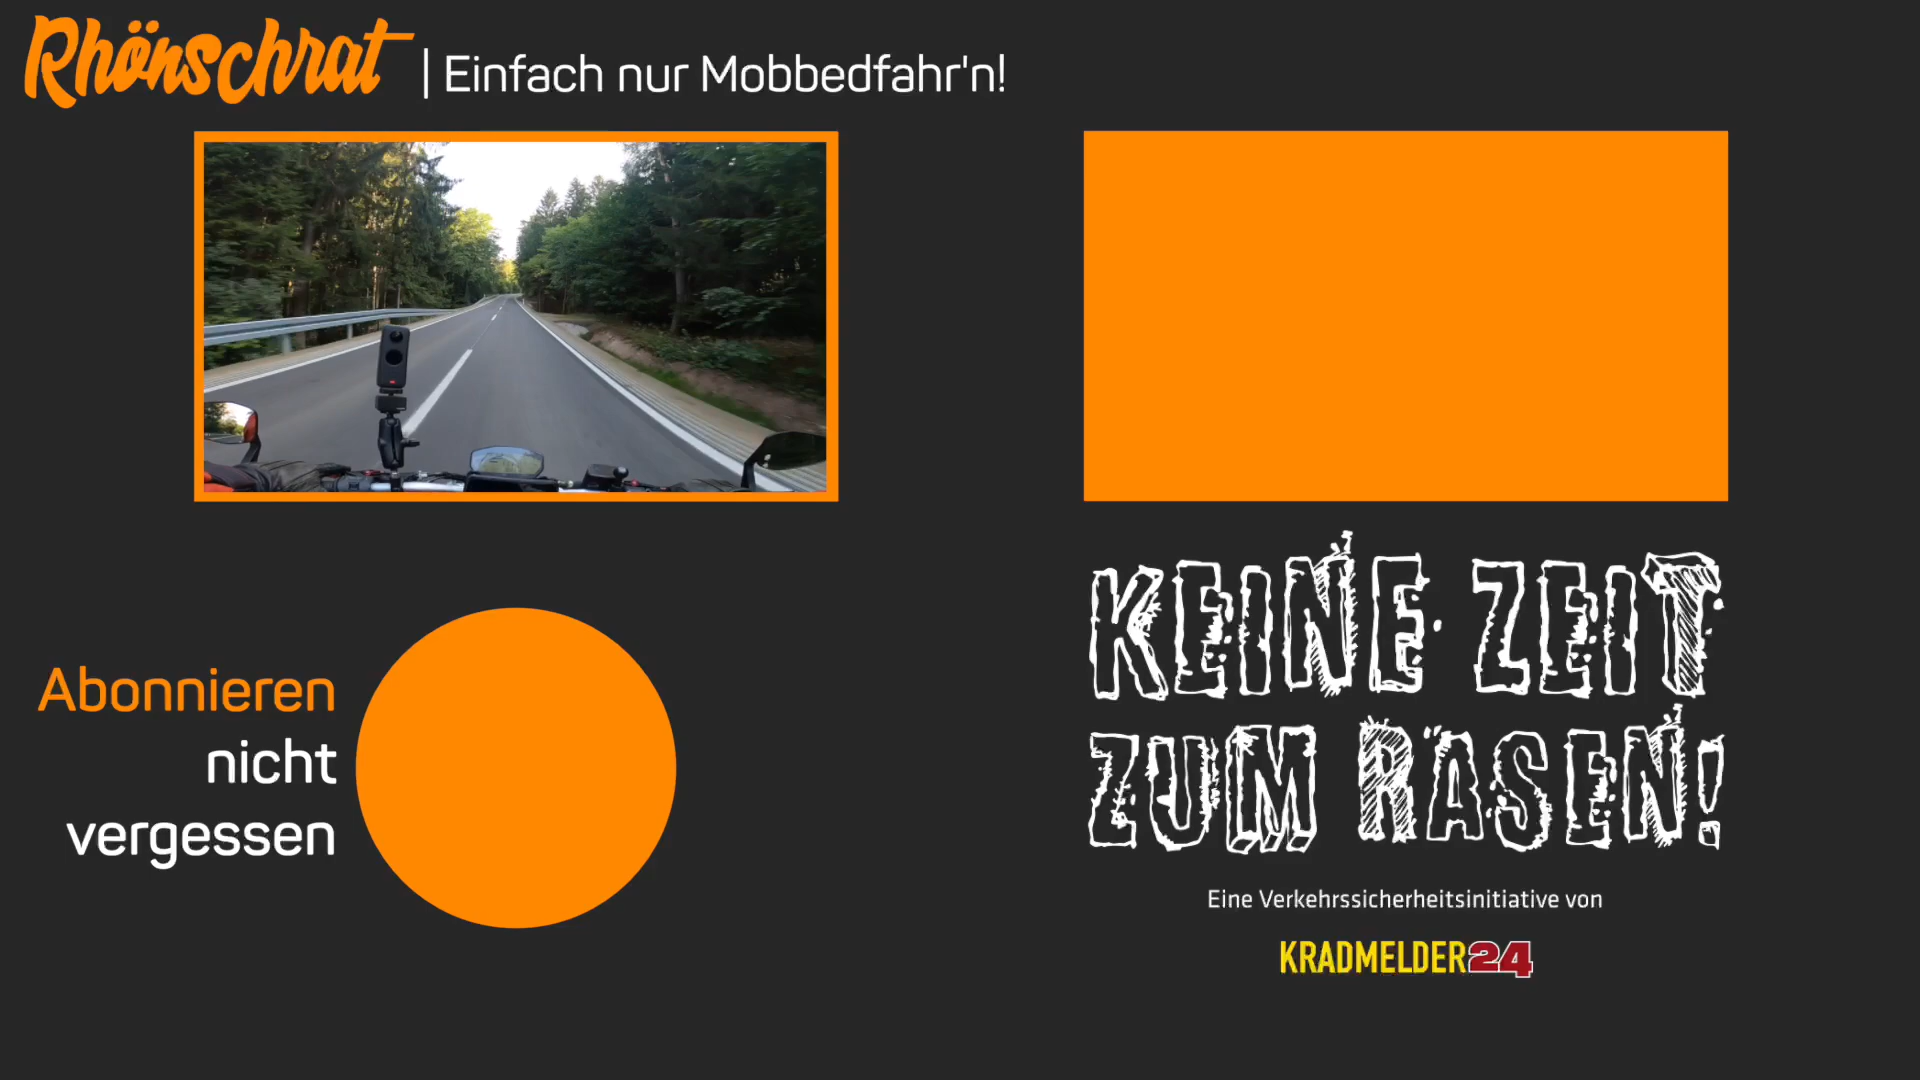 Rhönschrat | Einfach nur Mobbedfahr'n!
KEINE ZEIT
ZUM RASEN!
Abonnieren
nicht
vergessen
Eine Verkehrssicherheitsinitiative von
KRADMELDER24